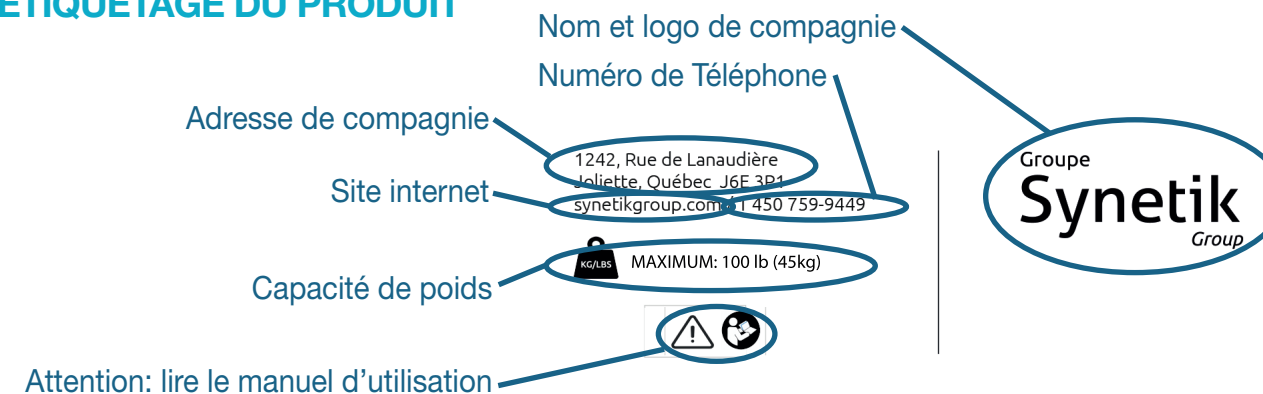 ÉTIQUETAGE DU PRODUIT
Nom et logo de compagnie
Numéro de Téléphone
Adresse de compagnie
1242, Rue de Lanaudière
Joliette, Québec J6E 3P1
Site internet
synetikgroup.com / 1 450 759-9449
Groupe
Synetik
Group
KG/LBS MAXIMUM: 100 lb (45kg)
Capacité de poids
Attention: lire le manuel d’utilisation